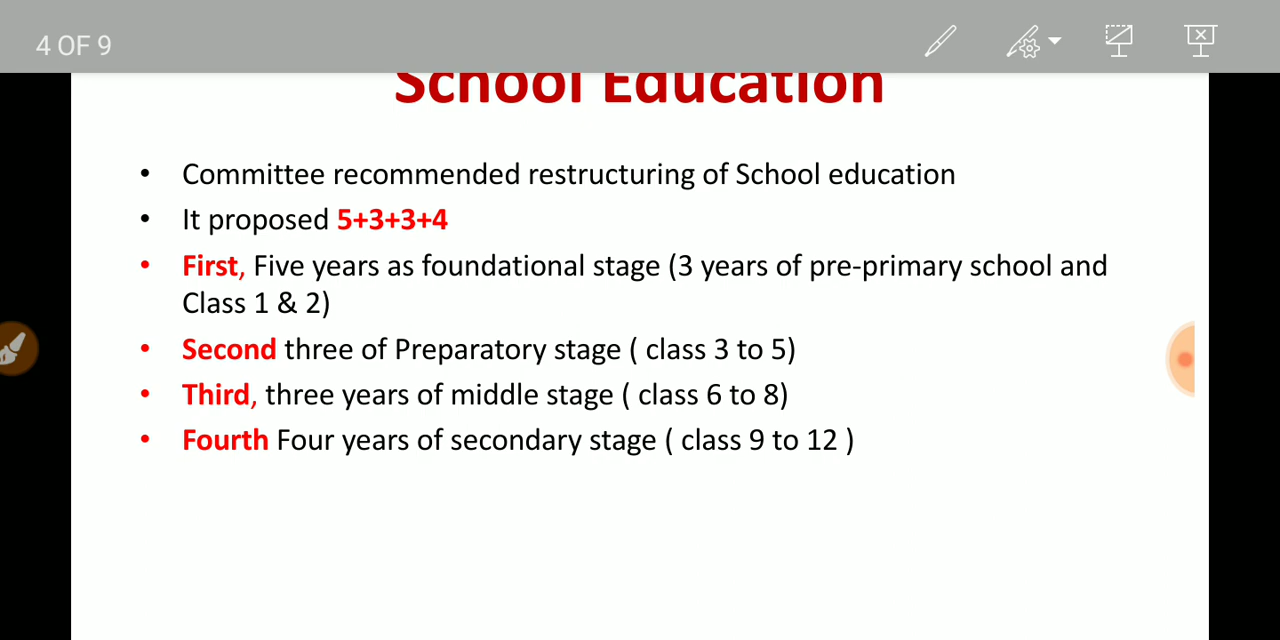 4 OF 9
School Education
• Committee recommended restructuring of School education
• It proposed 5+3+3+4
• First, Five years as foundational stage (3 years of pre-primary school and
Class 1 & 2)
• Second three of Preparatory stage ( class 3 to 5)
• Third, three years of middle stage ( class 6 to 8)
• Fourth Four years of secondary stage ( class 9 to 12 )